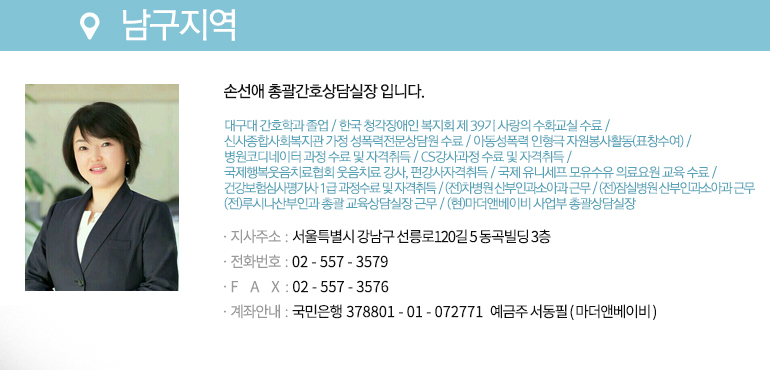 남구지역
손선애 총괄간호상담실장 입니다.
대구대 간호학과 졸업 / 한국 청각장애인 복지회 제 39기 사랑의 수화교실 수료 /
신사종합사회복지관 가정 성폭력전문상담원 수료 / 아동성폭력 인형극 자원봉사활동(표창수여) /
병원코디네이터 과정 수료 및 자격취득 / CS강사과정 수료 및 자격취득 /
국제행복웃음치료협회 웃음치료 강사, 펀강사자격취득 / 국제 유니세프 모유수유 의료요원 교육 수료 /
건강보험심사평가사 1급 과정수료 및 자격취득 / (전)차병원 산부인과소아과 근무 / (전)잠실병원 산부인과소아과 근무
(전)루시나산부인과 총괄 교육상담실장 근무 / (현)마더앤베이비 사업부 총괄상담실장
· 지사주소 : 서울특별시 강남구 선릉로120길 5 동곡빌딩 3층
· 전화번호 : 02 - 557 - 3579
· F A X : 02 - 557 - 3576
· 계좌안내 : 국민은행 378801 - 01 - 072771 예금주 서동필 ( 마더앤베이비 )